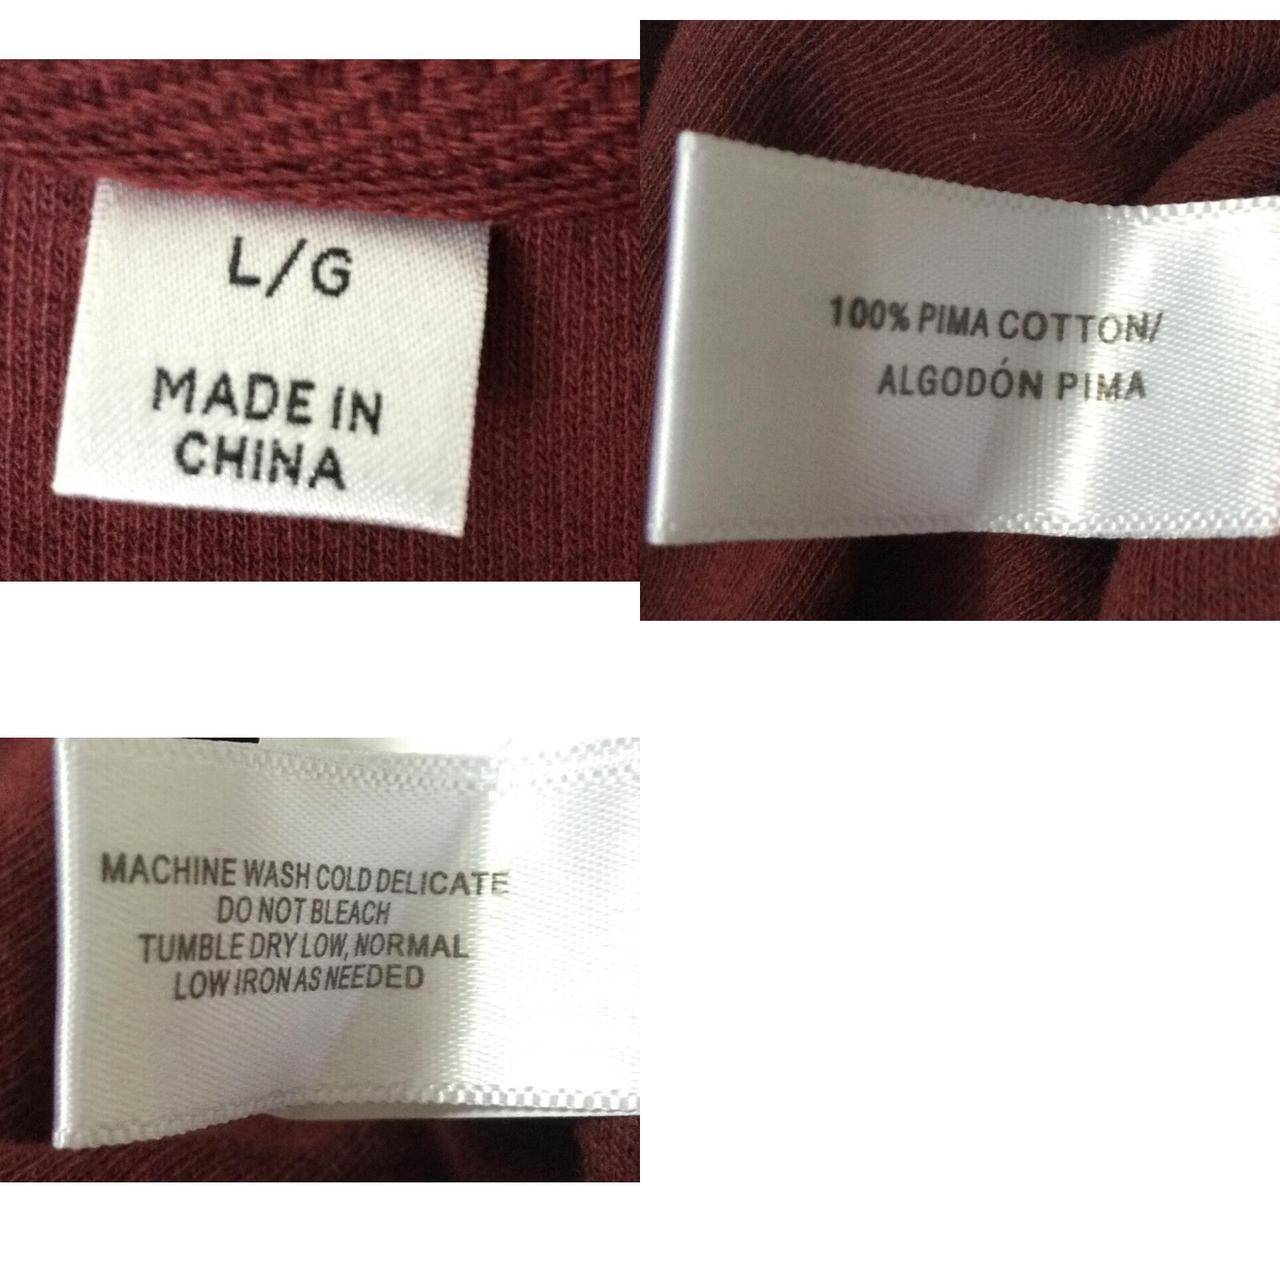 L/G
MADE IN
CHINA
100% PIMA COTTON/
ALGODÓN PIMA
MACHINE WASH COLD DELICATE
DO NOT BLEACH
TUMBLE DRY LOW, NORMAL
LOW IRON AS NEEDED